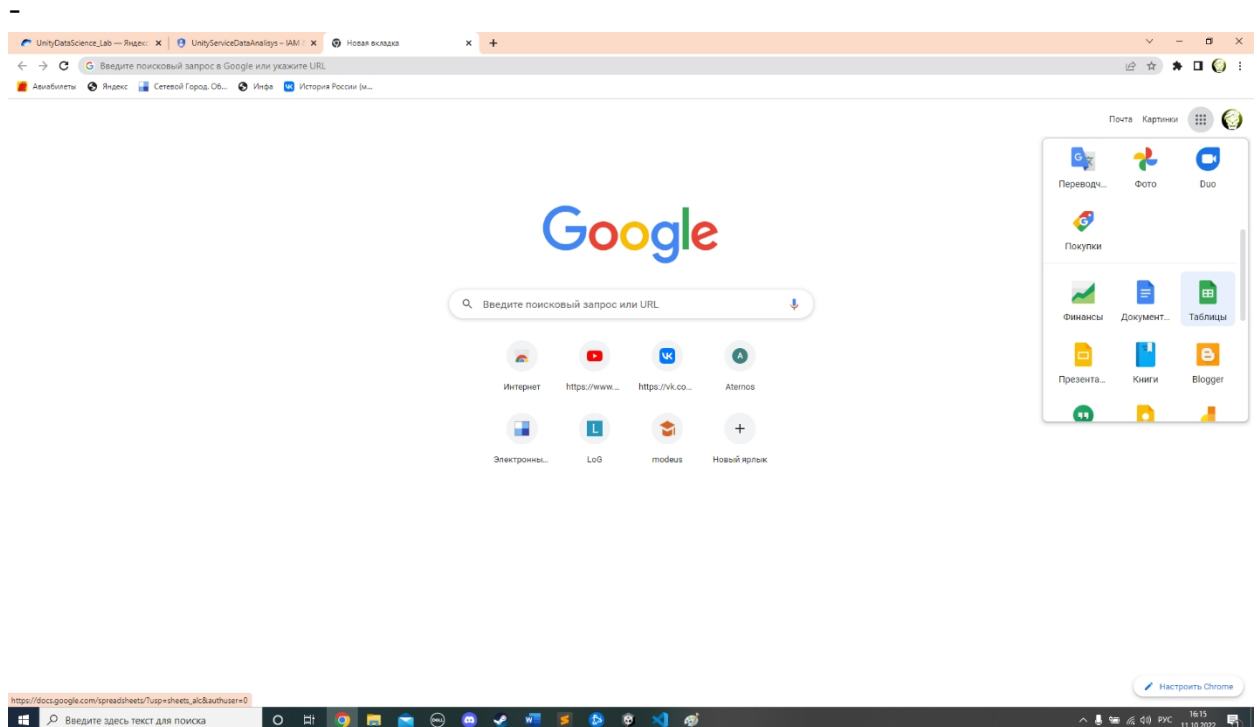 UnityDataScience_Lab — Яндекс
UnityServiceDataAnalisys – IAM
Новая вкладка
Введите поисковый запрос в Google или укажите URL
Авиабилеты
Яндекс
Сетевой Город. Об...
Инфа
История России (м...
Почта
Картинки
Переводч...
Фото
Duo
Покупки
Финансы
Документ...
Таблицы
Презента...
Книги
Blogger
Google
Введите поисковый запрос или URL
Интернет
https://www....
https://vk.co...
Aternos
Электронны...
LoG
modeus
Новый ярлык
Настроить Chrome
https://docs.google.com/spreadsheets/?usp=sheets_alc&authuser=0
Введите здесь текст для поиска
РУС
16:15
11.10.2022